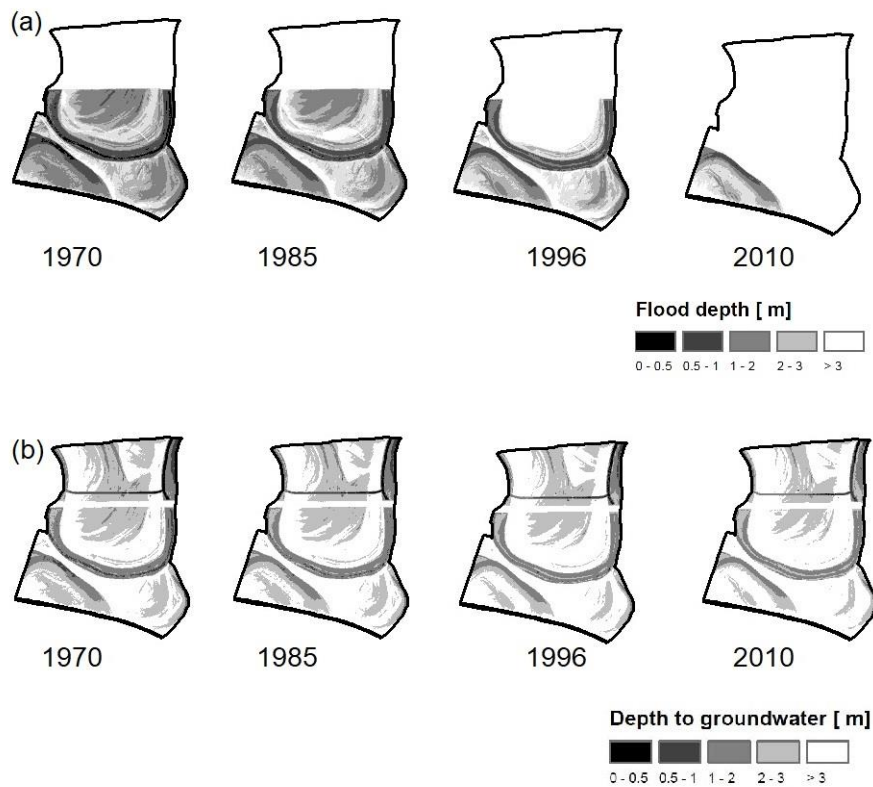 (a)
1970 1985 1996 2010
Flood depth [ m]
0 - 0.5 0.5 - 1 1 - 2 2 - 3 > 3
(b)
1970 1985 1996 2010
Depth to groundwater [ m]
0 - 0.5 0.5 - 1 1 - 2 2 - 3 > 3